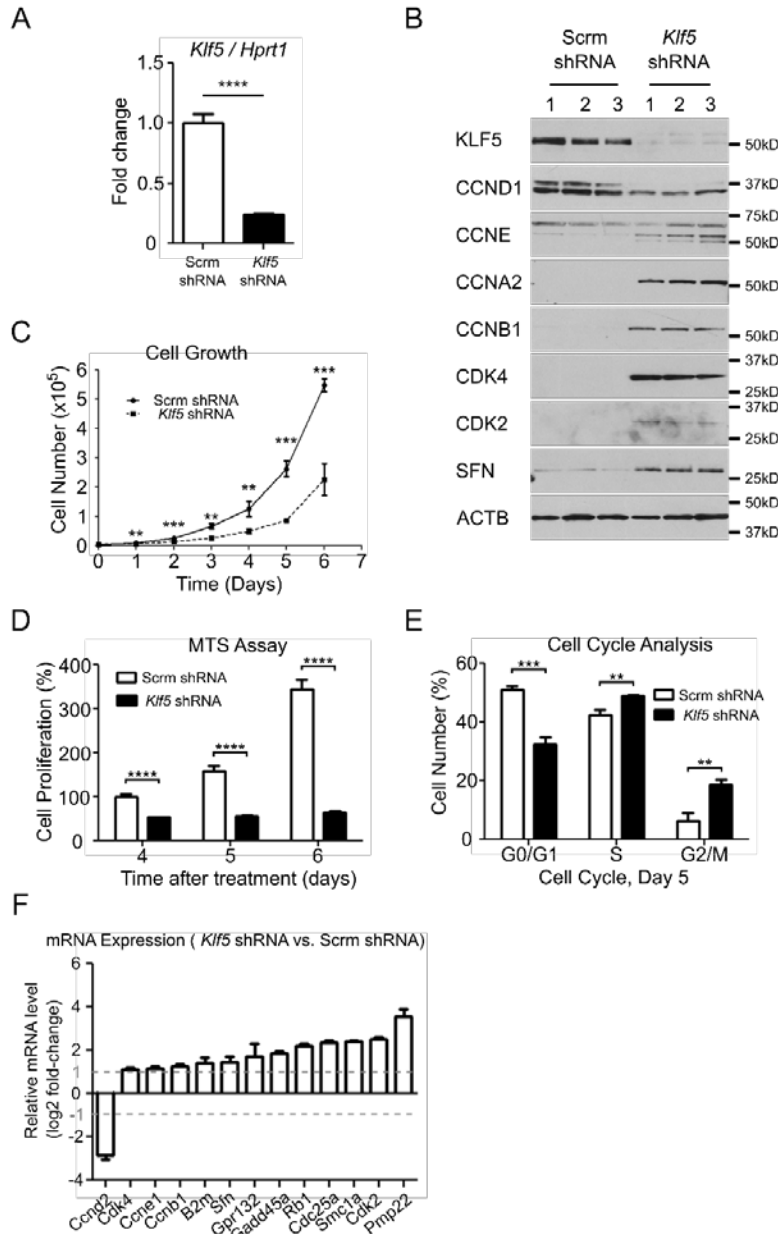 A
Klf5 / Hprt1
****
Fold change
1.5
1.0
0.5
0
Scrm shRNA
Klf5 shRNA
B
Scrm shRNA
Klf5 shRNA
1 2 3 1 2 3
KLF5
50kD
CCND1
37kD
75kD
CCNE
50kD
CCNA2
50kD
CCNB1
50kD
37kD
CDK4
25kD
37kD
CDK2
25kD
SFN
25kD
50kD
ACTB
37kD
C
Cell Growth
Scrm shRNA
Klf5 shRNA
Cell Number (x10⁵)
6
5
4
3
2
1
0
** *** ** ** *** ***
0 1 2 3 4 5 6 7
Time (Days)
D
MTS Assay
Scrm shRNA
Klf5 shRNA
Cell Proliferation (%)
400
300
200
100
0
**** **** ****
4 5 6
Time after treatment (days)
E
Cell Cycle Analysis
Scrm shRNA
Klf5 shRNA
Cell Number (%)
60
40
20
0
*** ** **
G0/G1 S G2/M
Cell Cycle, Day 5
F
mRNA Expression ( Klf5 shRNA vs. Scrm shRNA)
Relative mRNA level
(log2 fold-change)
6
4
2
1
0
-1
-2
-4
Ccnd2 Cdk4 Ccne1 Ccnb1 B2m Sfn Gpr132 Gadd45a Rb1 Cdc25a Smc1a Cdk2 Pmp22